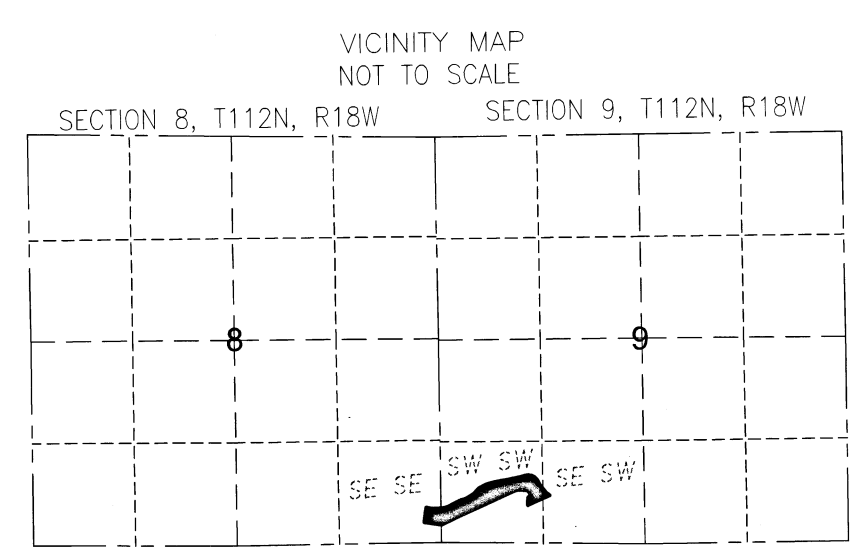 VICINITY MAP
NOT TO SCALE
SECTION 8, T112N, R18W
SECTION 9, T112N, R18W
8
9
SE SE
SW SW
SE SW